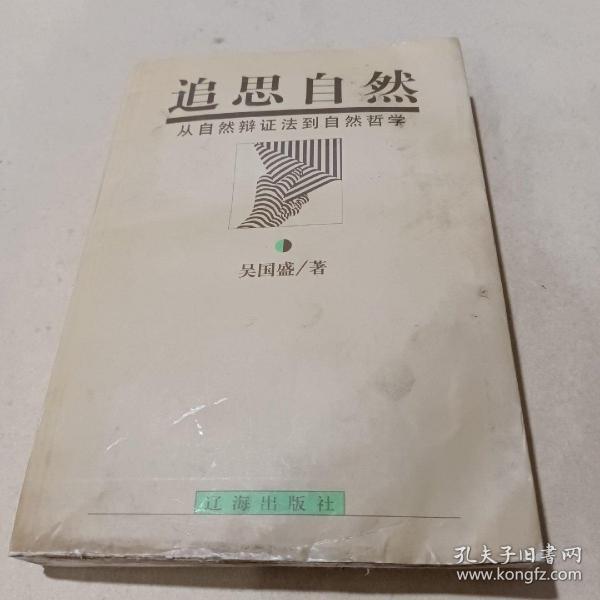 追思自然
从自然辩证法到自然哲学
吴国盛/著
辽海出版社
孔夫子旧书网
www.kongfz.com